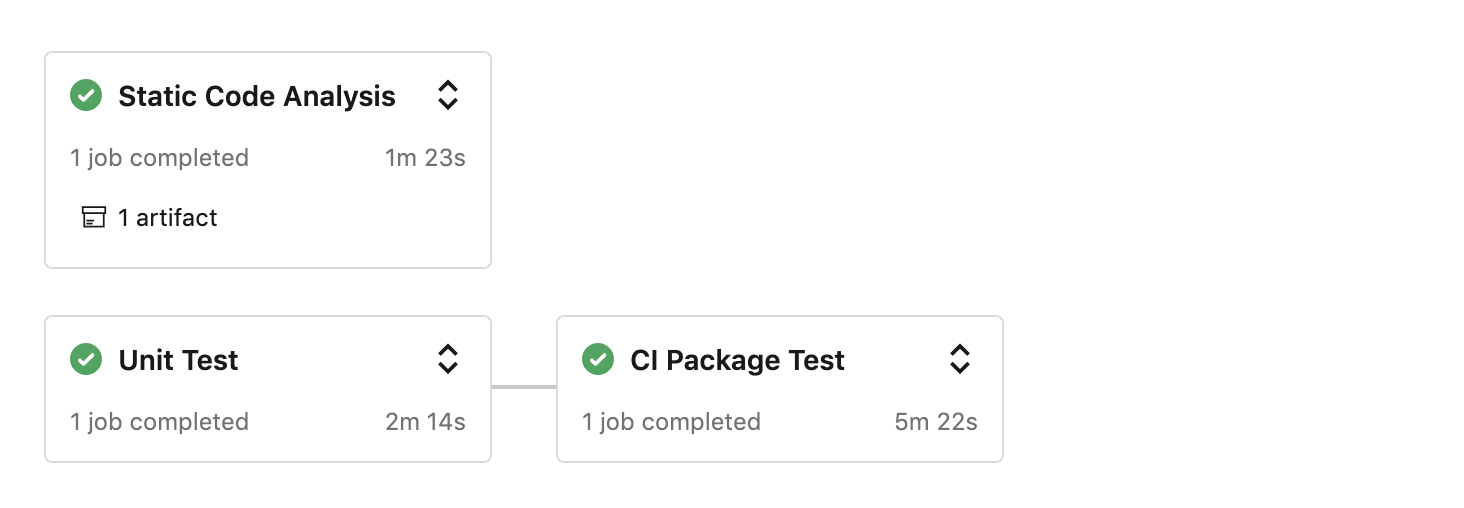 Static Code Analysis
1 job completed 1m 23s
1 artifact
Unit Test
1 job completed 2m 14s
CI Package Test
1 job completed 5m 22s